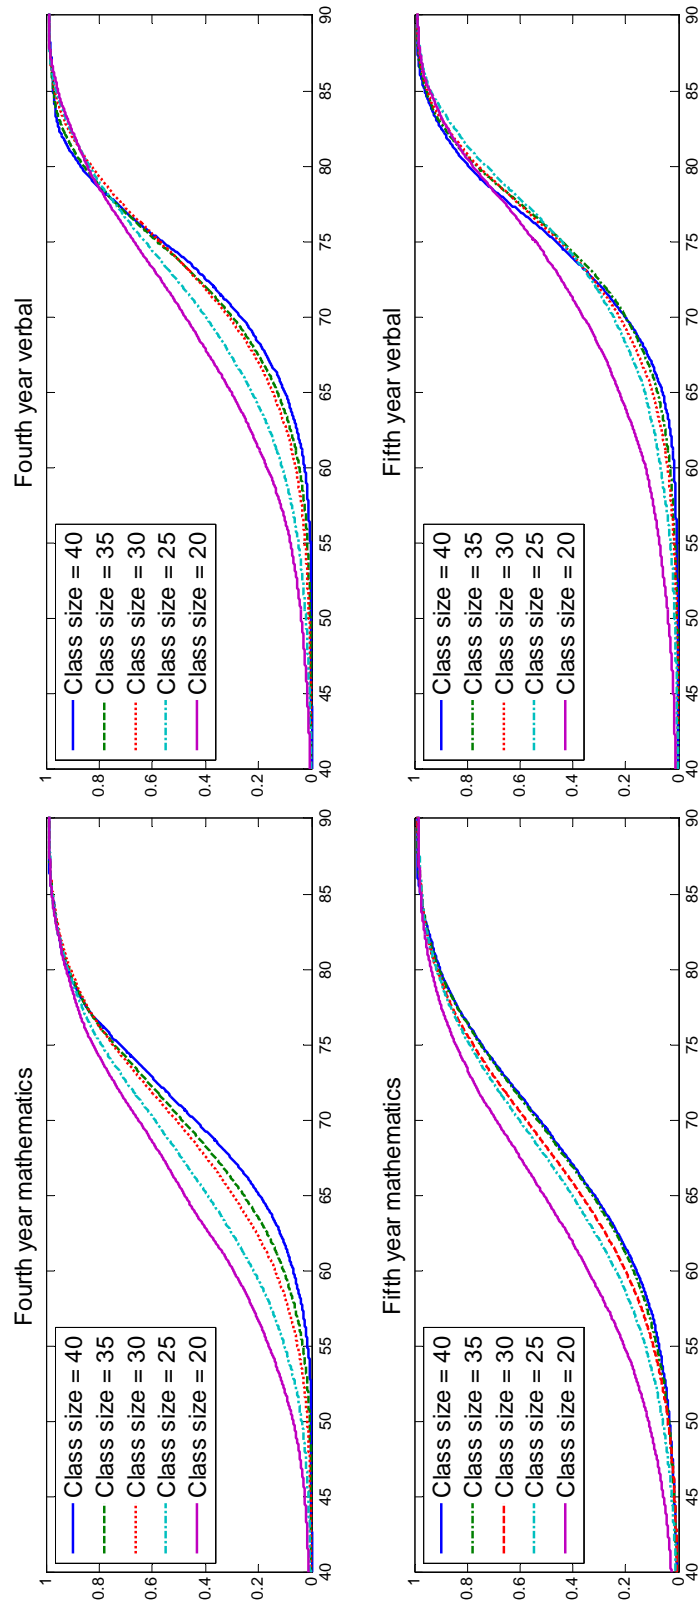 Fourth year mathematics
1
0.8
0.6
0.4
0.2
0
Class size = 40
Class size = 35
Class size = 30
Class size = 25
Class size = 20
40 45 50 55 60 65 70 75 80 85 90
Fourth year verbal
1
0.8
0.6
0.4
0.2
0
Class size = 40
Class size = 35
Class size = 30
Class size = 25
Class size = 20
40 45 50 55 60 65 70 75 80 85 90
Fifth year mathematics
1
0.8
0.6
0.4
0.2
0
Class size = 40
Class size = 35
Class size = 30
Class size = 25
Class size = 20
40 45 50 55 60 65 70 75 80 85 90
Fifth year verbal
1
0.8
0.6
0.4
0.2
0
Class size = 40
Class size = 35
Class size = 30
Class size = 25
Class size = 20
40 45 50 55 60 65 70 75 80 85 90